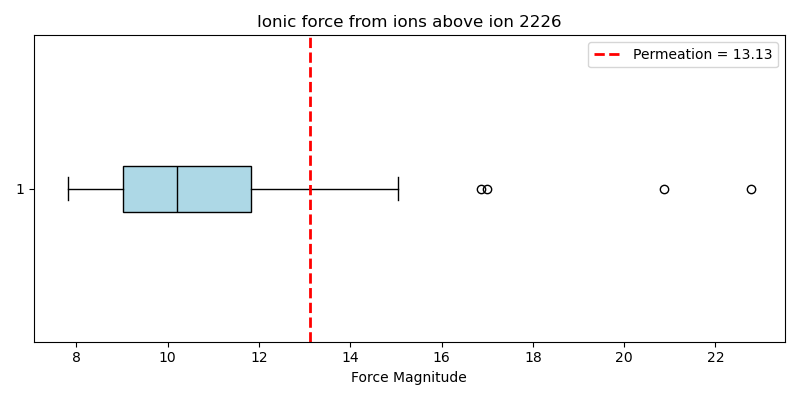 Ionic force from ions above ion 2226
Permeation = 13.13
1
8 10 12 14 16 18 20 22
Force Magnitude